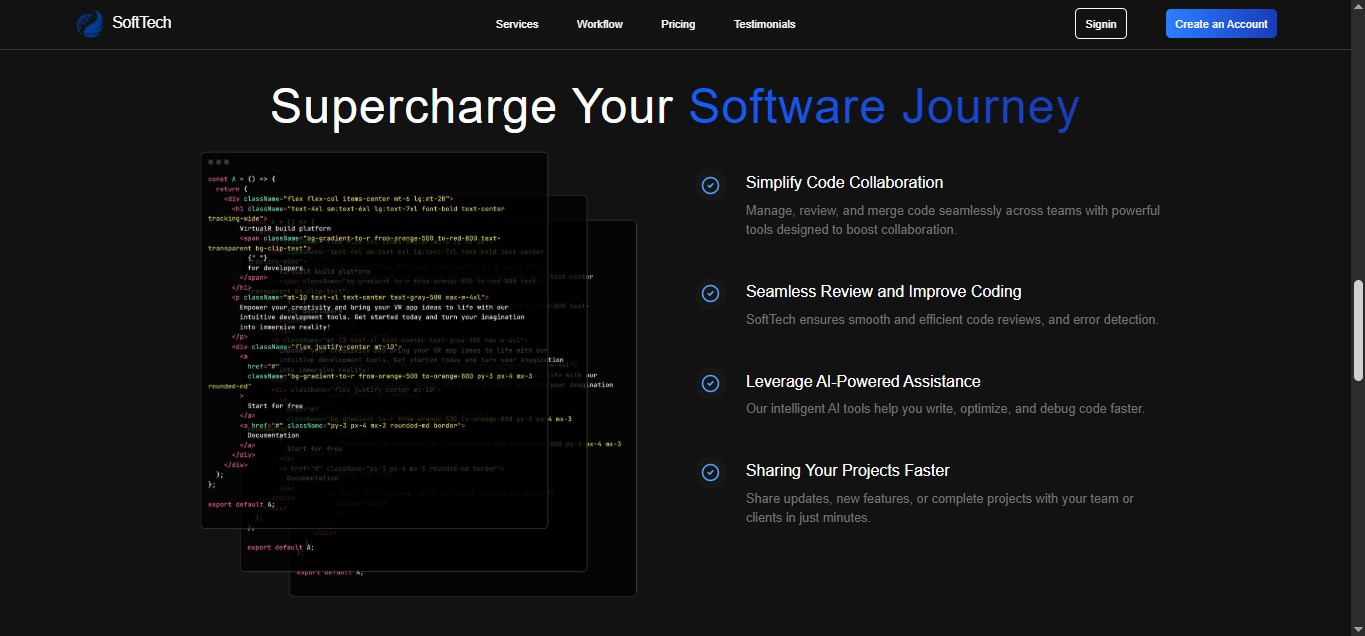 SoftTech
Services
Workflow
Pricing
Testimonials
Signin
Create an Account
Supercharge Your Software Journey
const A = () => {
return (
<div className="flex flex-col items-center mt-6 lg:mt-20">
<h1 className="text-4xl sm:text-6xl lg:text-7xl font-bold text-center
tracking-wide">
VirtualR build platform
<span className="bg-gradient-to-r from-orange-500 to-red-800 text-
transparent bg-clip-text">
{" "}
for developers
</span>
</h1>
<p className="mt-10 text-xl text-center text-gray-500 max-w-4xl">
Empower your creativity and bring your VR app ideas to life with our
intuitive development tools. Get started today and turn your imagination
into immersive reality!
</p>
<div className="flex justify-center mt-10">
<a
href="#"
className="bg-gradient-to-r from-orange-500 to-orange-800 py-3 px-4 mx-3
rounded-md"
>
Start for free
</a>
<a href="#" className="py-3 px-4 mx-3 rounded-md border">
Documentation
</a>
</div>
</div>
);
};
export default A;
export default A;
export default A;
Simplify Code Collaboration
Manage, review, and merge code seamlessly across teams with powerful
tools designed to boost collaboration.
Seamless Review and Improve Coding
SoftTech ensures smooth and efficient code reviews, and error detection.
Leverage AI-Powered Assistance
Our intelligent AI tools help you write, optimize, and debug code faster.
Sharing Your Projects Faster
Share updates, new features, or complete projects with your team or
clients in just minutes.